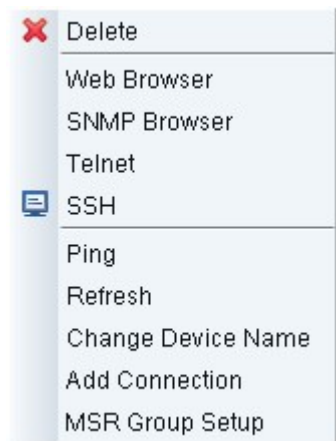 Delete
Web Browser
SNMP Browser
Telnet
SSH
Ping
Refresh
Change Device Name
Add Connection
MSR Group Setup